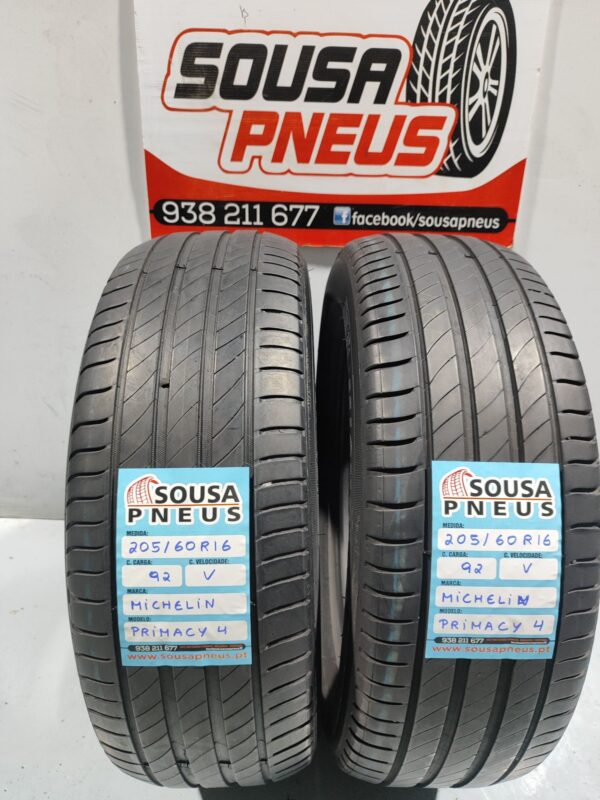 SOUSA
PNEUS
938 211 677
facebook/sousapneus
SOUSA
PNEUS
MEDIDA:
205/60R16
C. CARGA: C. VELOCIDADE:
92 V
MARCA:
MICHELIN
MODELO:
PRIMACY 4
938 211 677
www.sousapneus.pt
SOUSA
PNEUS
MEDIDA:
205/60R16
C. CARGA: C. VELOCIDADE:
92 V
MARCA:
MICHELIN
MODELO:
PRIMACY 4
938 211 677
www.sousapneus.pt